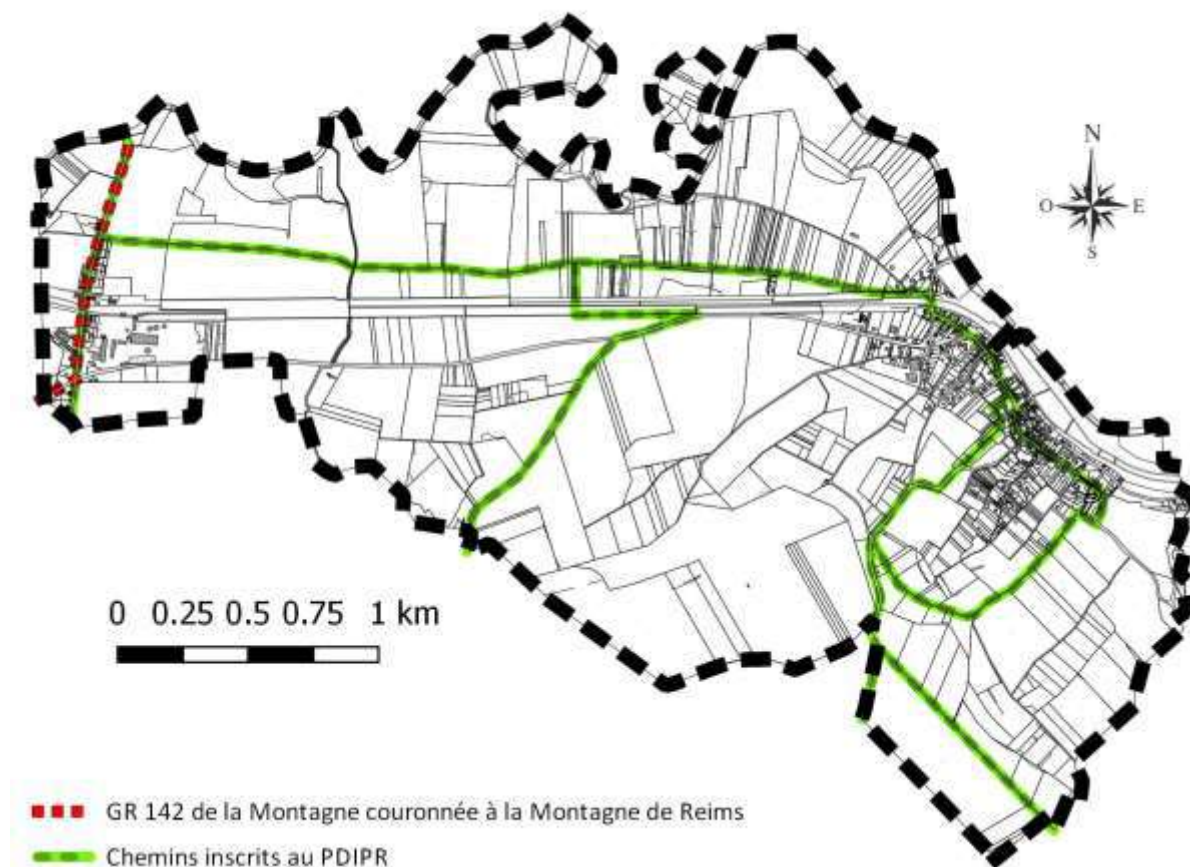 N
O E
S
0 0.25 0.5 0.75 1 km
GR 142 de la Montagne couronnée à la Montagne de Reims
Chemins inscrits au PDIPR